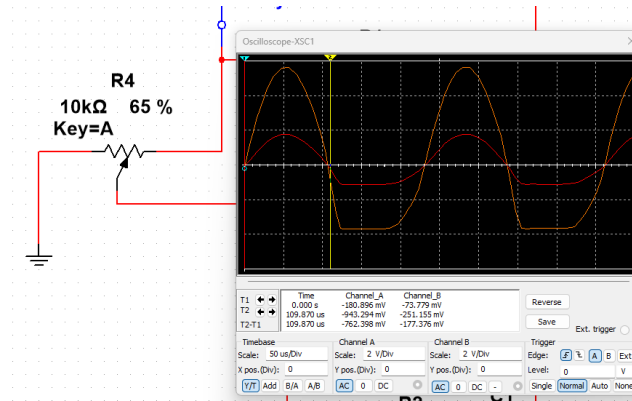 Oscilloscope-XSC1
R4
10kΩ 65 %
Key=A
Time Channel_A Channel_B
T1 0.000 s -180.896 mV -73.779 mV
T2 109.870 us -943.294 mV -251.155 mV
T2-T1 109.870 us -762.398 mV -177.376 mV
Reverse
Save
Ext. trigger
Timebase Channel A Channel B Trigger
Scale: 50 us/Div Scale: 2 V/Div Scale: 2 V/Div Edge: A B Ext
X pos.(Div): 0 Y pos.(Div): 0 Y pos.(Div): 0 Level: 0 V
Y/T Add B/A A/B AC 0 DC AC 0 DC - Single Normal Auto None